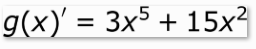 g(x)′ = 3x⁵ + 15x²